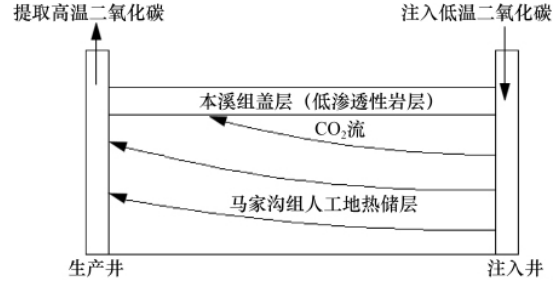 提取高温二氧化碳
注入低温二氧化碳
本溪组盖层（低渗透性岩层）
CO₂流
马家沟组人工地热储层
生产井
注入井